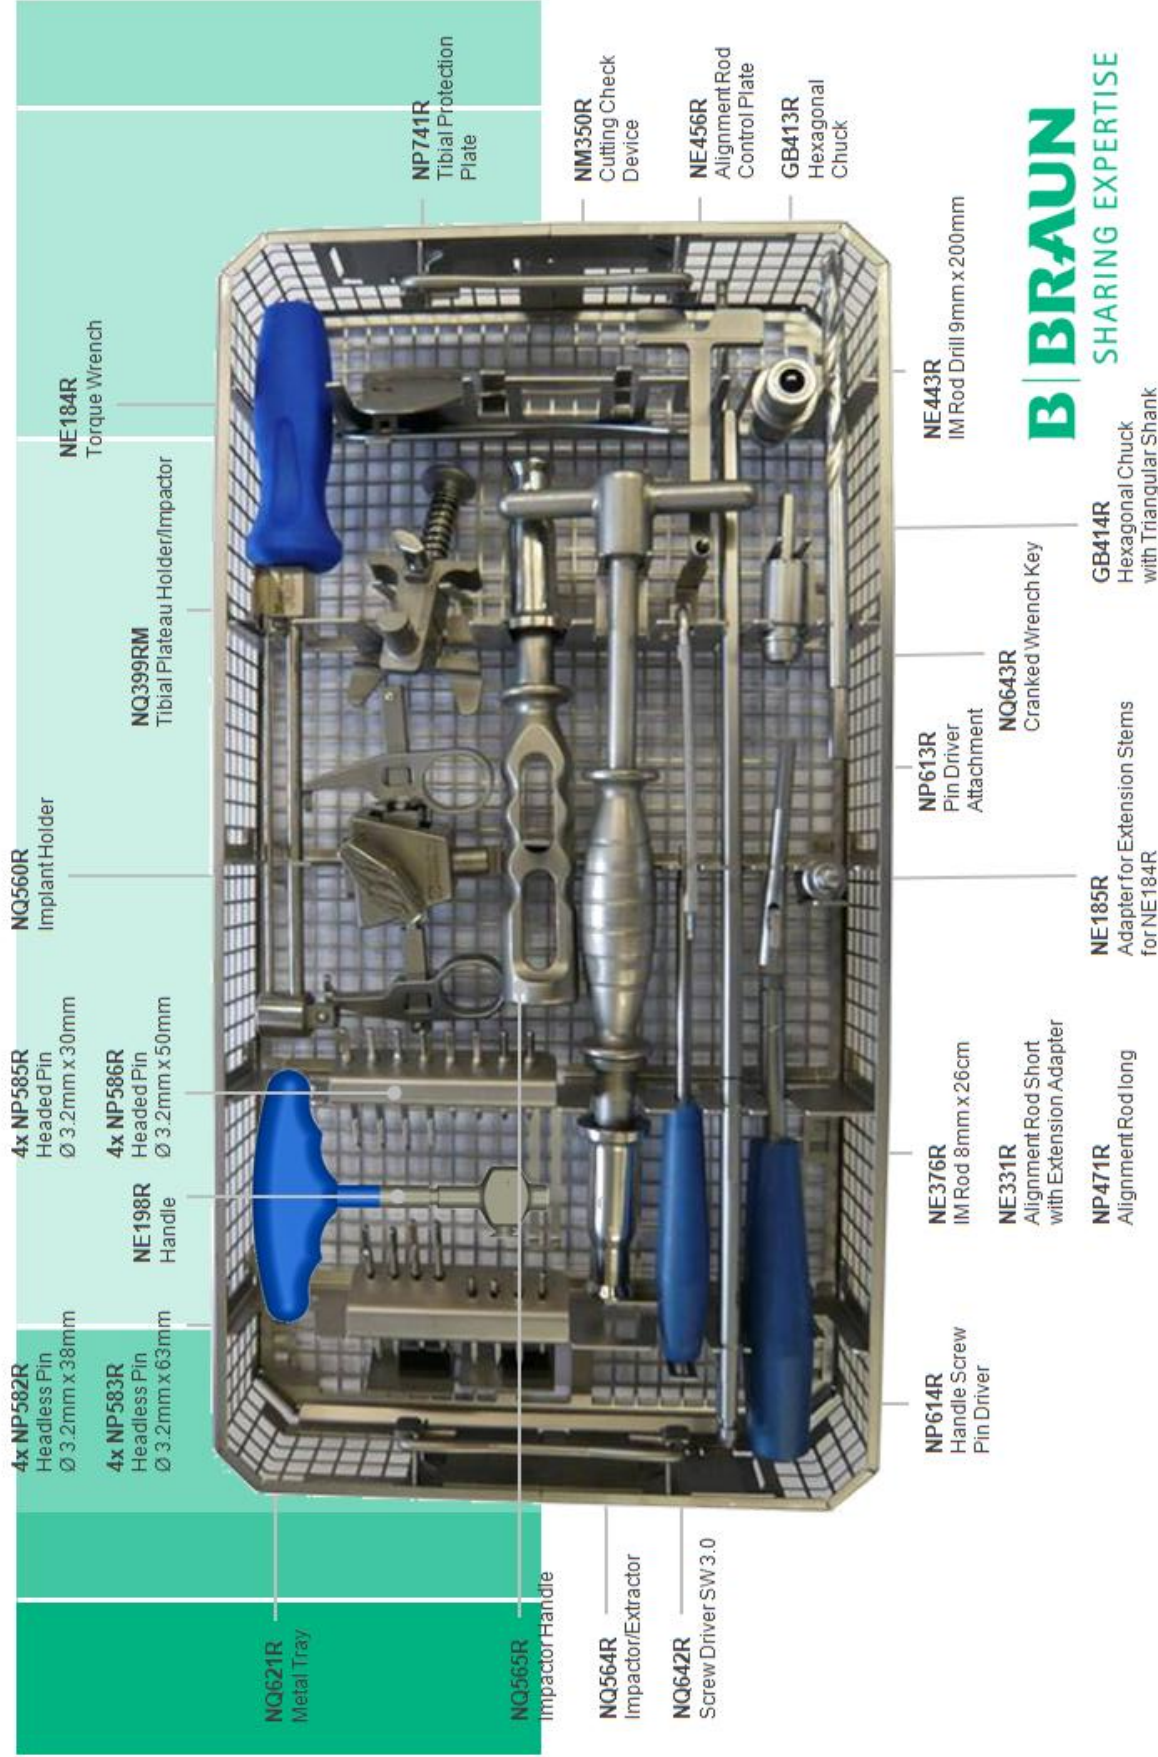 4x NP582R
Headless Pin
Ø 3.2mm x 38mm
4x NP583R
Headless Pin
Ø 3.2mm x 63mm
4x NP585R
Headed Pin
Ø 3.2mm x 30mm
4x NP586R
Headed Pin
Ø 3.2mm x 50mm
NE198R
Handle
NQ560R
Implant Holder
NQ399RM
Tibial Plateau Holder/Impactor
NE184R
Torque Wrench
NQ621R
Metal Tray
NQ565R
Impactor Handle
NQ564R
Impactor/Extractor
NQ642R
Screw Driver SW 3.0
NP741R
Tibial Protection
Plate
NM350R
Cutting Check
Device
NE456R
Alignment Rod
Control Plate
GB413R
Hexagonal
Chuck
NP614R
Handle Screw
Pin Driver
NE376R
IM Rod 8mm x 26cm
NE331R
Alignment Rod Short
with Extension Adapter
NP471R
Alignment Rod long
NE185R
Adapter for Extension Stems
for NE184R
NP613R
Pin Driver
Attachment
NQ643R
Cranked Wrench Key
GB414R
Hexagonal Chuck
with Triangular Shank
NE443R
IM Rod Drill 9mm x 200mm
B|BRAUN
SHARING EXPERTISE